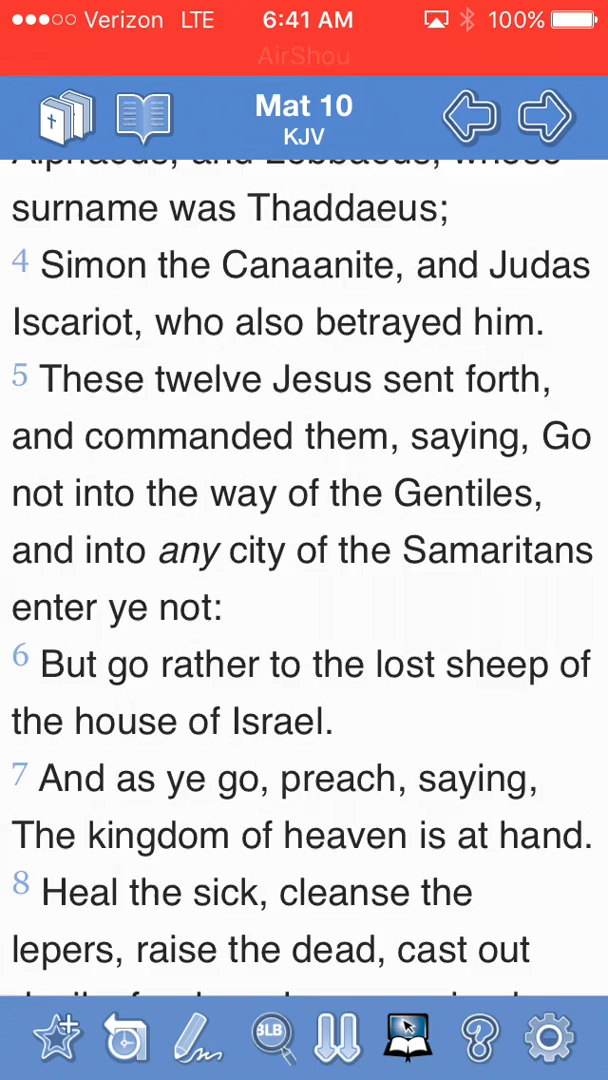 Verizon LTE 6:41 AM 100%
AirShou
Mat 10
KJV
Alphaeus, and Lebbaeus, whose
surname was Thaddaeus;
4 Simon the Canaanite, and Judas
Iscariot, who also betrayed him.
5 These twelve Jesus sent forth,
and commanded them, saying, Go
not into the way of the Gentiles,
and into any city of the Samaritans
enter ye not:
6 But go rather to the lost sheep of
the house of Israel.
7 And as ye go, preach, saying,
The kingdom of heaven is at hand.
8 Heal the sick, cleanse the
lepers, raise the dead, cast out
BLB